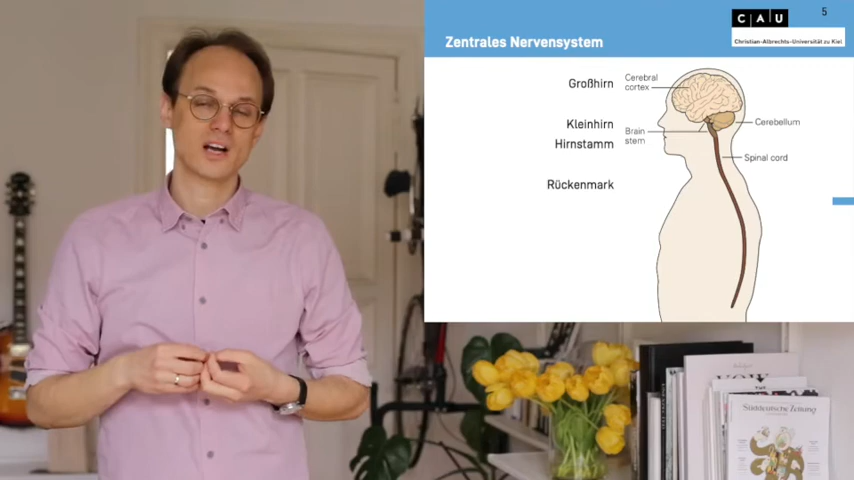 CAU
Christian-Albrechts-Universität zu Kiel
5
Zentrales Nervensystem
Großhirn
Cerebral
cortex
Kleinhirn
Cerebellum
Hirnstamm
Brain
stem
Spinal cord
Rückenmark
Süddeutsche Zeitung